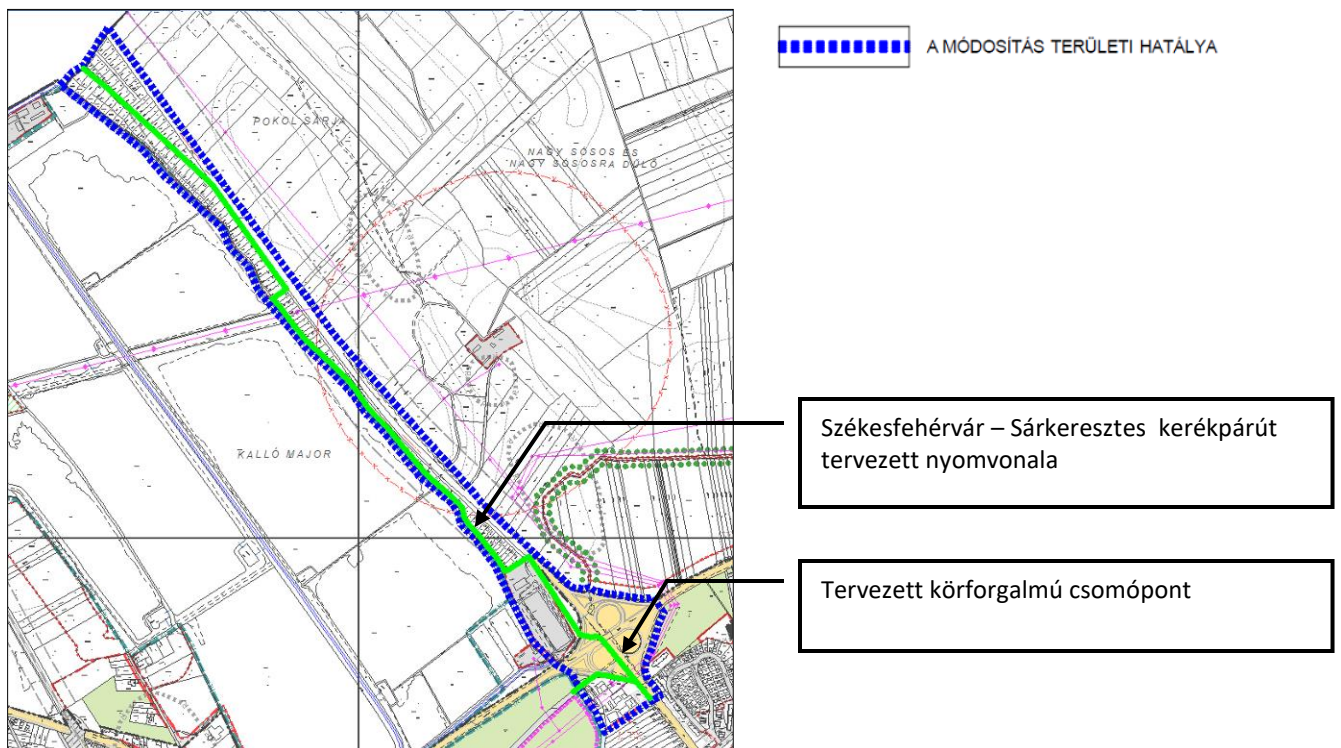 A MÓDOSÍTÁS TERÜLETI HATÁLYA
POKOL SÁRJA
NAGY SÓSOS ÉS
NAGY SÓSOSRA DŰLŐ
KALLÓ MAJOR
Székesfehérvár – Sárkeresztes kerékpárút
tervezett nyomvonala
Tervezett körforgalmú csomópont